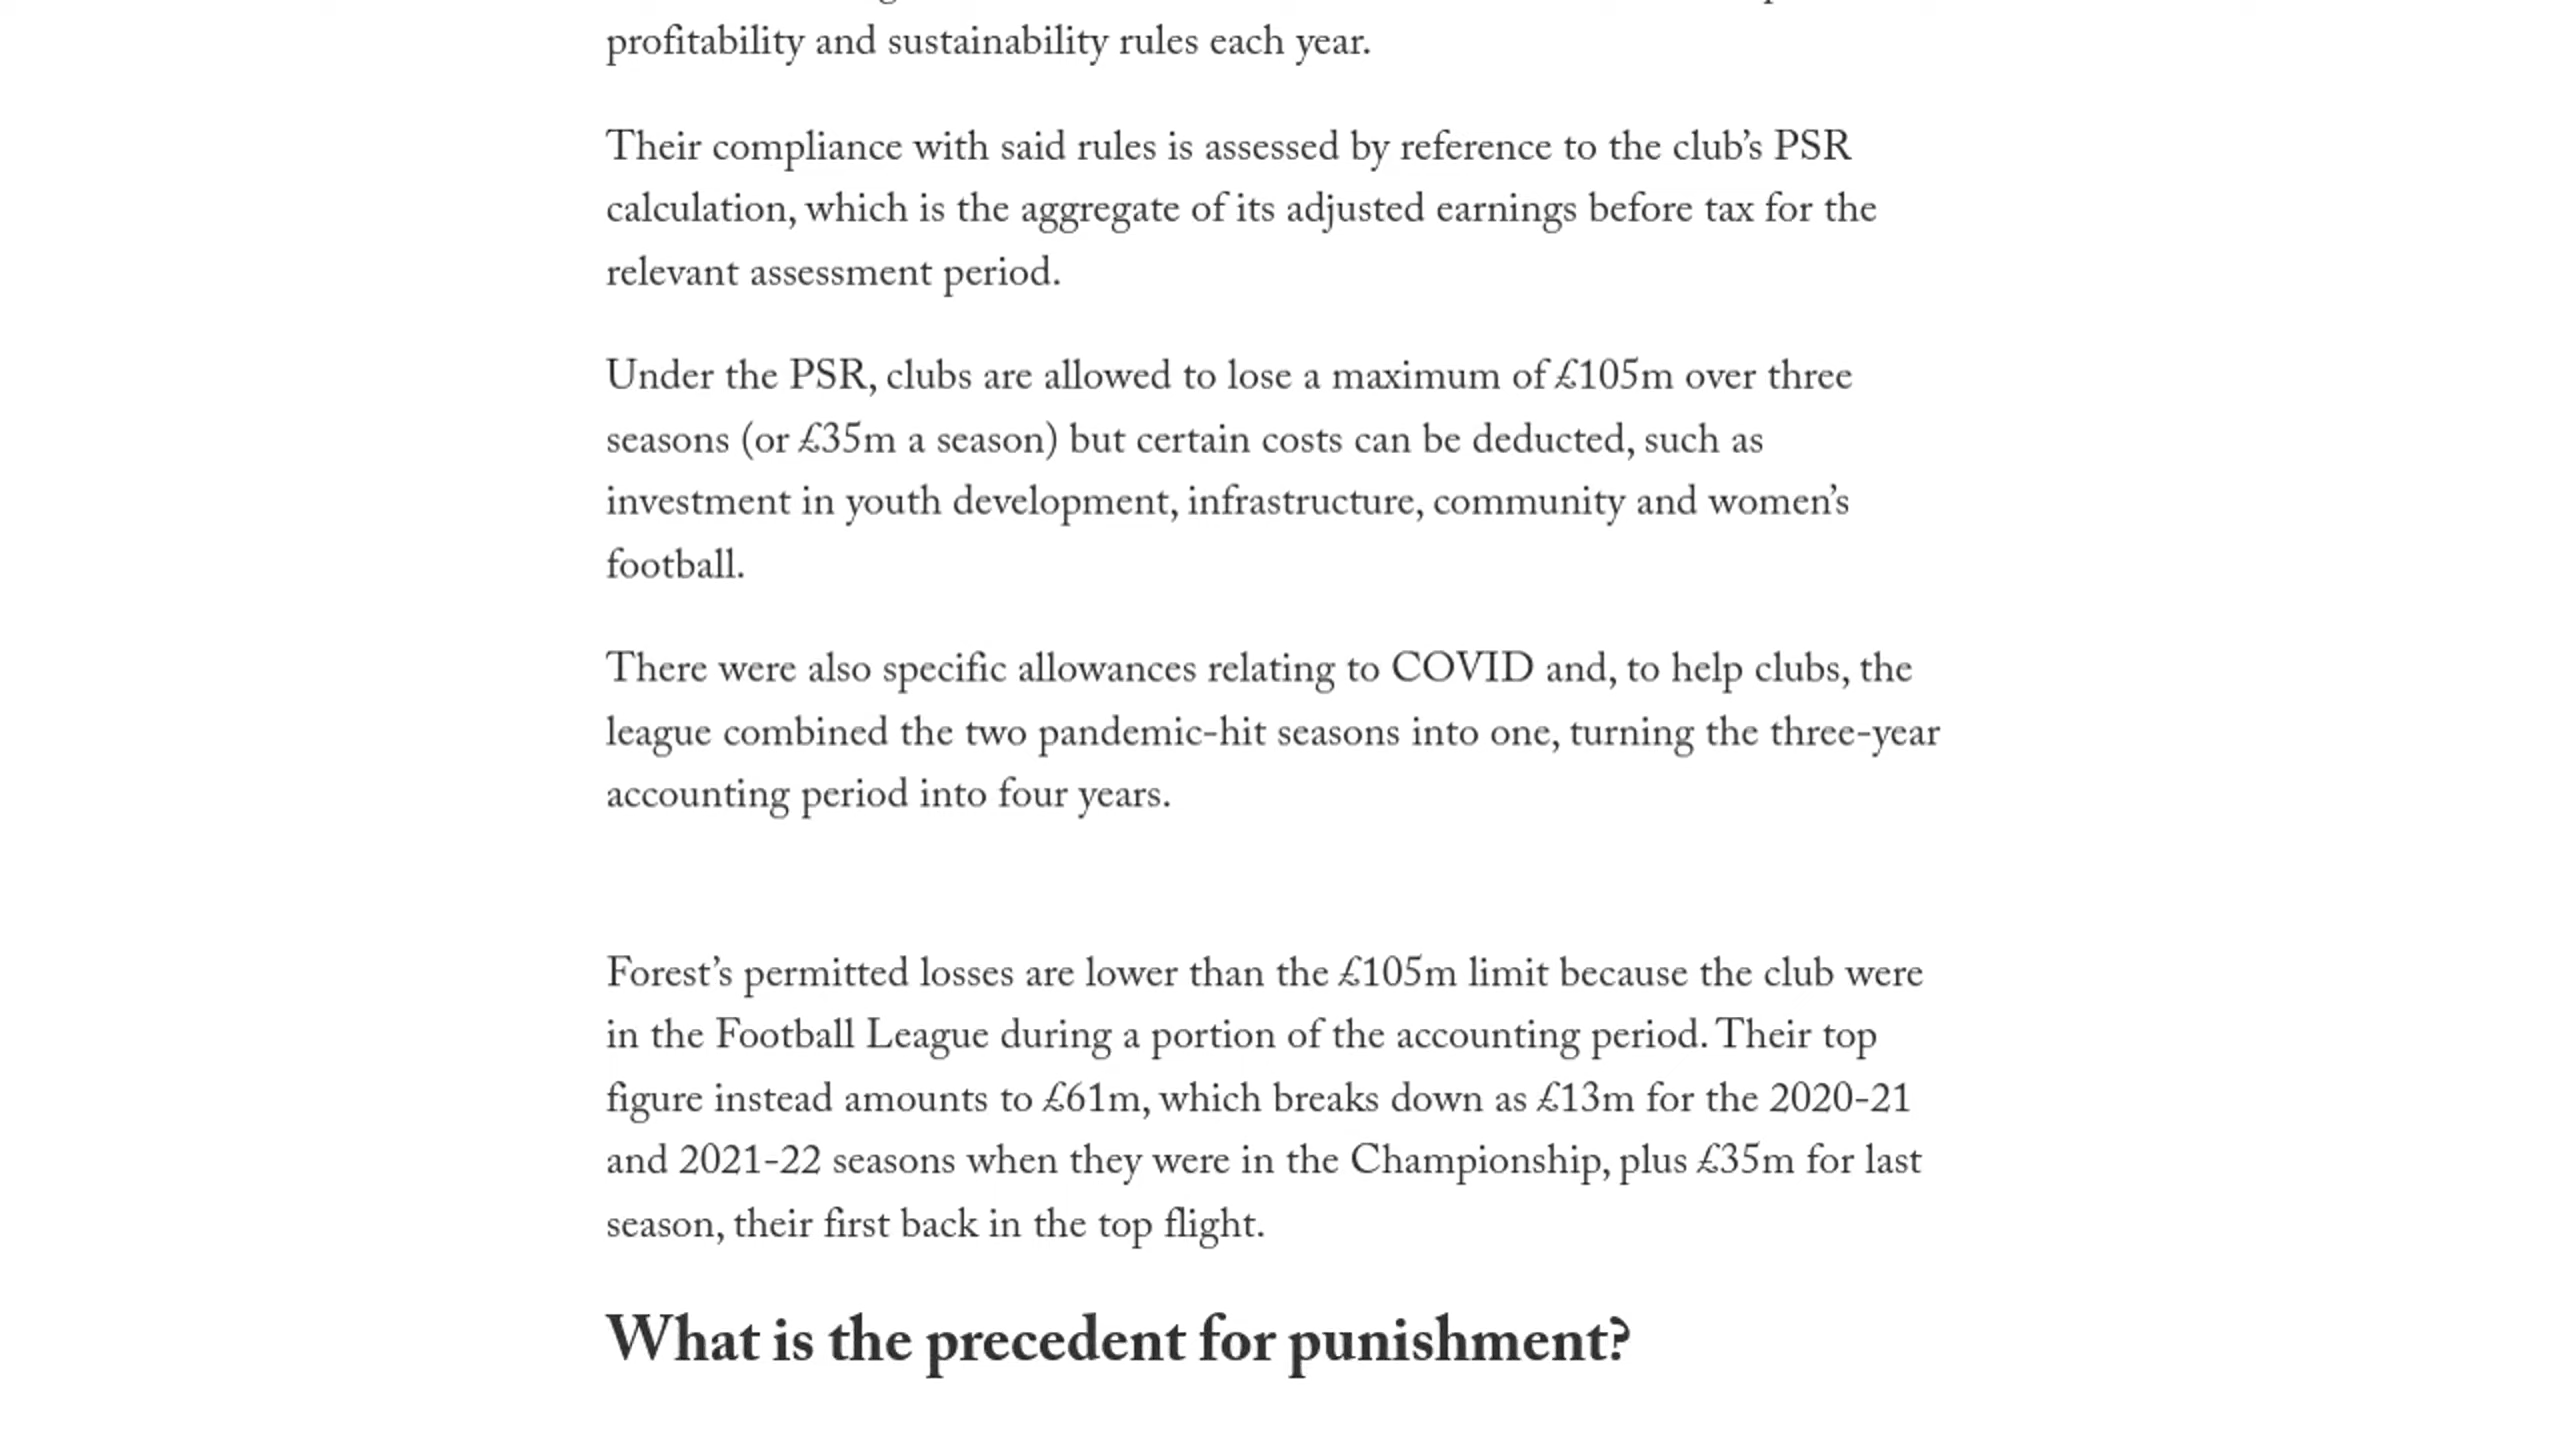 profitability and sustainability rules each year.
Their compliance with said rules is assessed by reference to the club’s PSR
calculation, which is the aggregate of its adjusted earnings before tax for the
relevant assessment period.
Under the PSR, clubs are allowed to lose a maximum of £105m over three
seasons (or £35m a season) but certain costs can be deducted, such as
investment in youth development, infrastructure, community and women’s
football.
There were also specific allowances relating to COVID and, to help clubs, the
league combined the two pandemic-hit seasons into one, turning the three-year
accounting period into four years.
Forest’s permitted losses are lower than the £105m limit because the club were
in the Football League during a portion of the accounting period. Their top
figure instead amounts to £61m, which breaks down as £13m for the 2020-21
and 2021-22 seasons when they were in the Championship, plus £35m for last
season, their first back in the top flight.
What is the precedent for punishment?